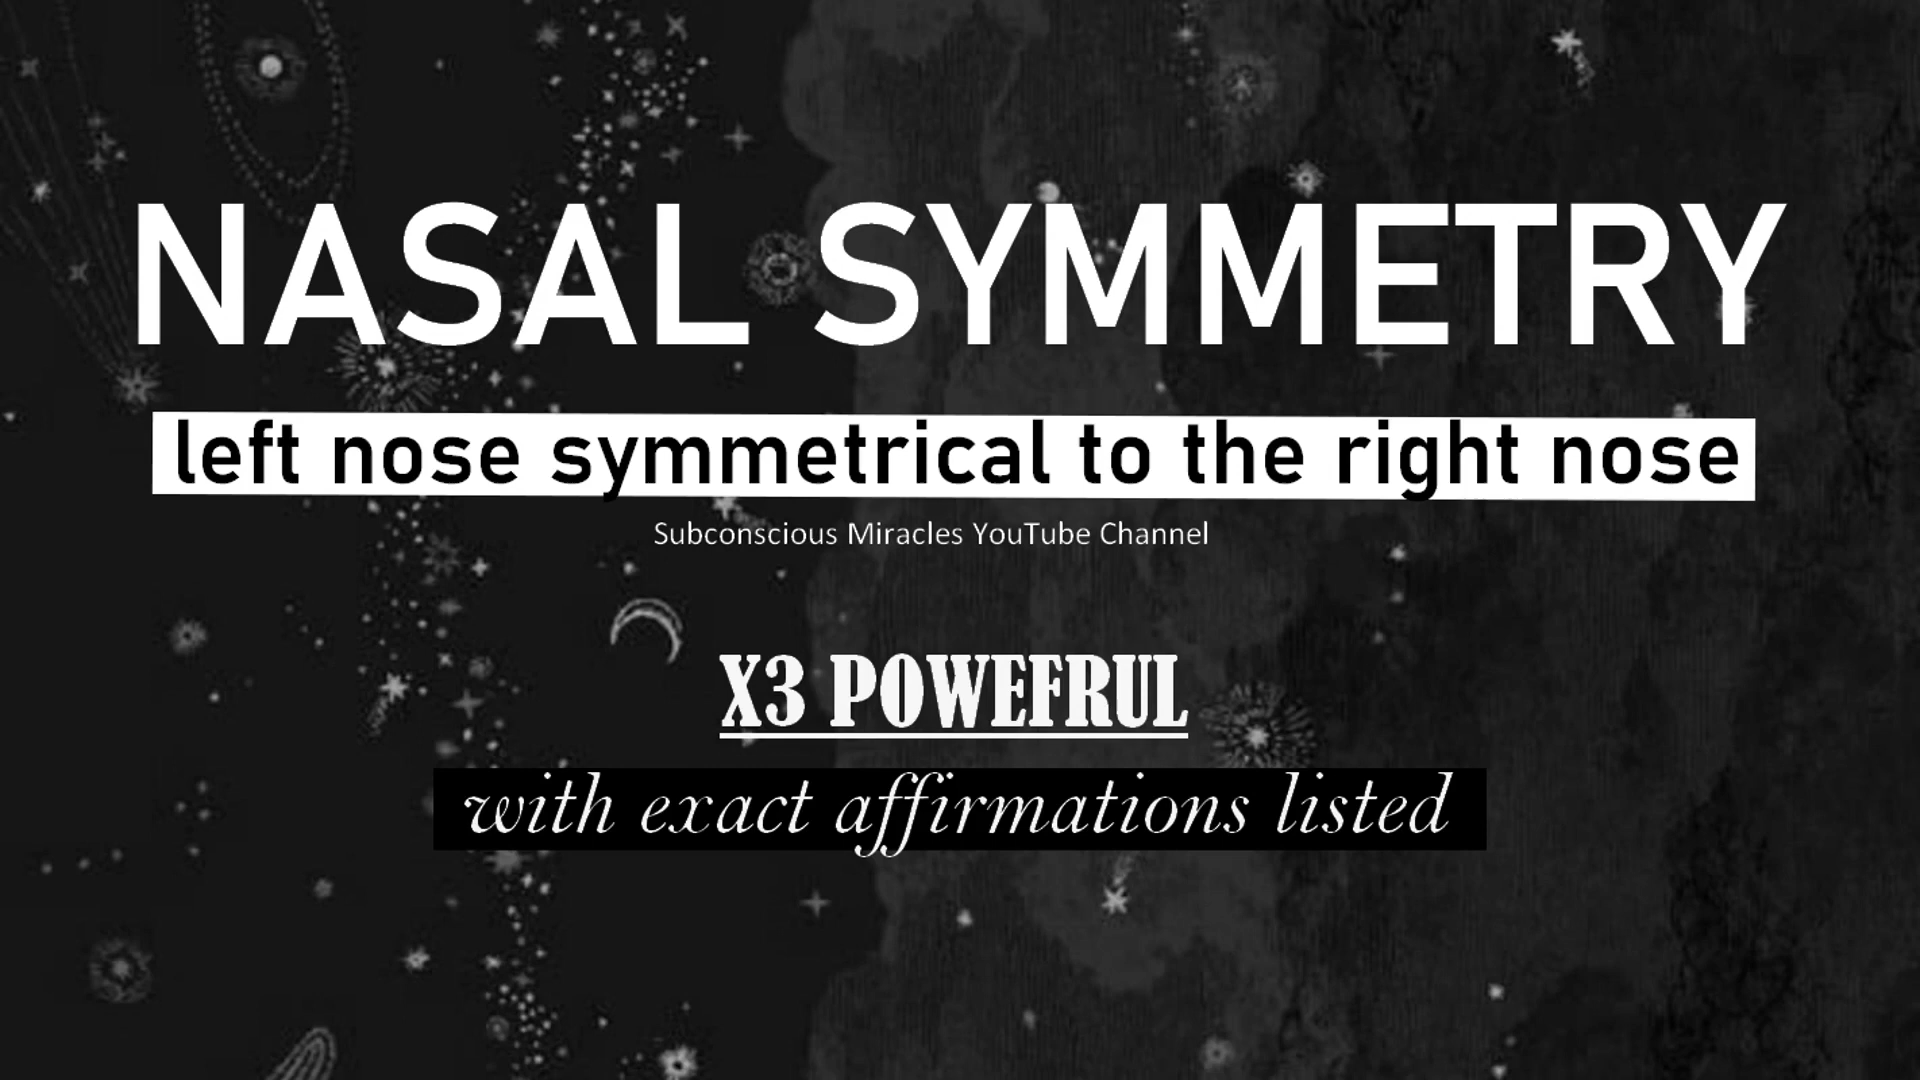 NASAL SYMMETRY
left nose symmetrical to the right nose
Subconscious Miracles YouTube Channel
X3 POWEFRUL
with exact affirmations listed